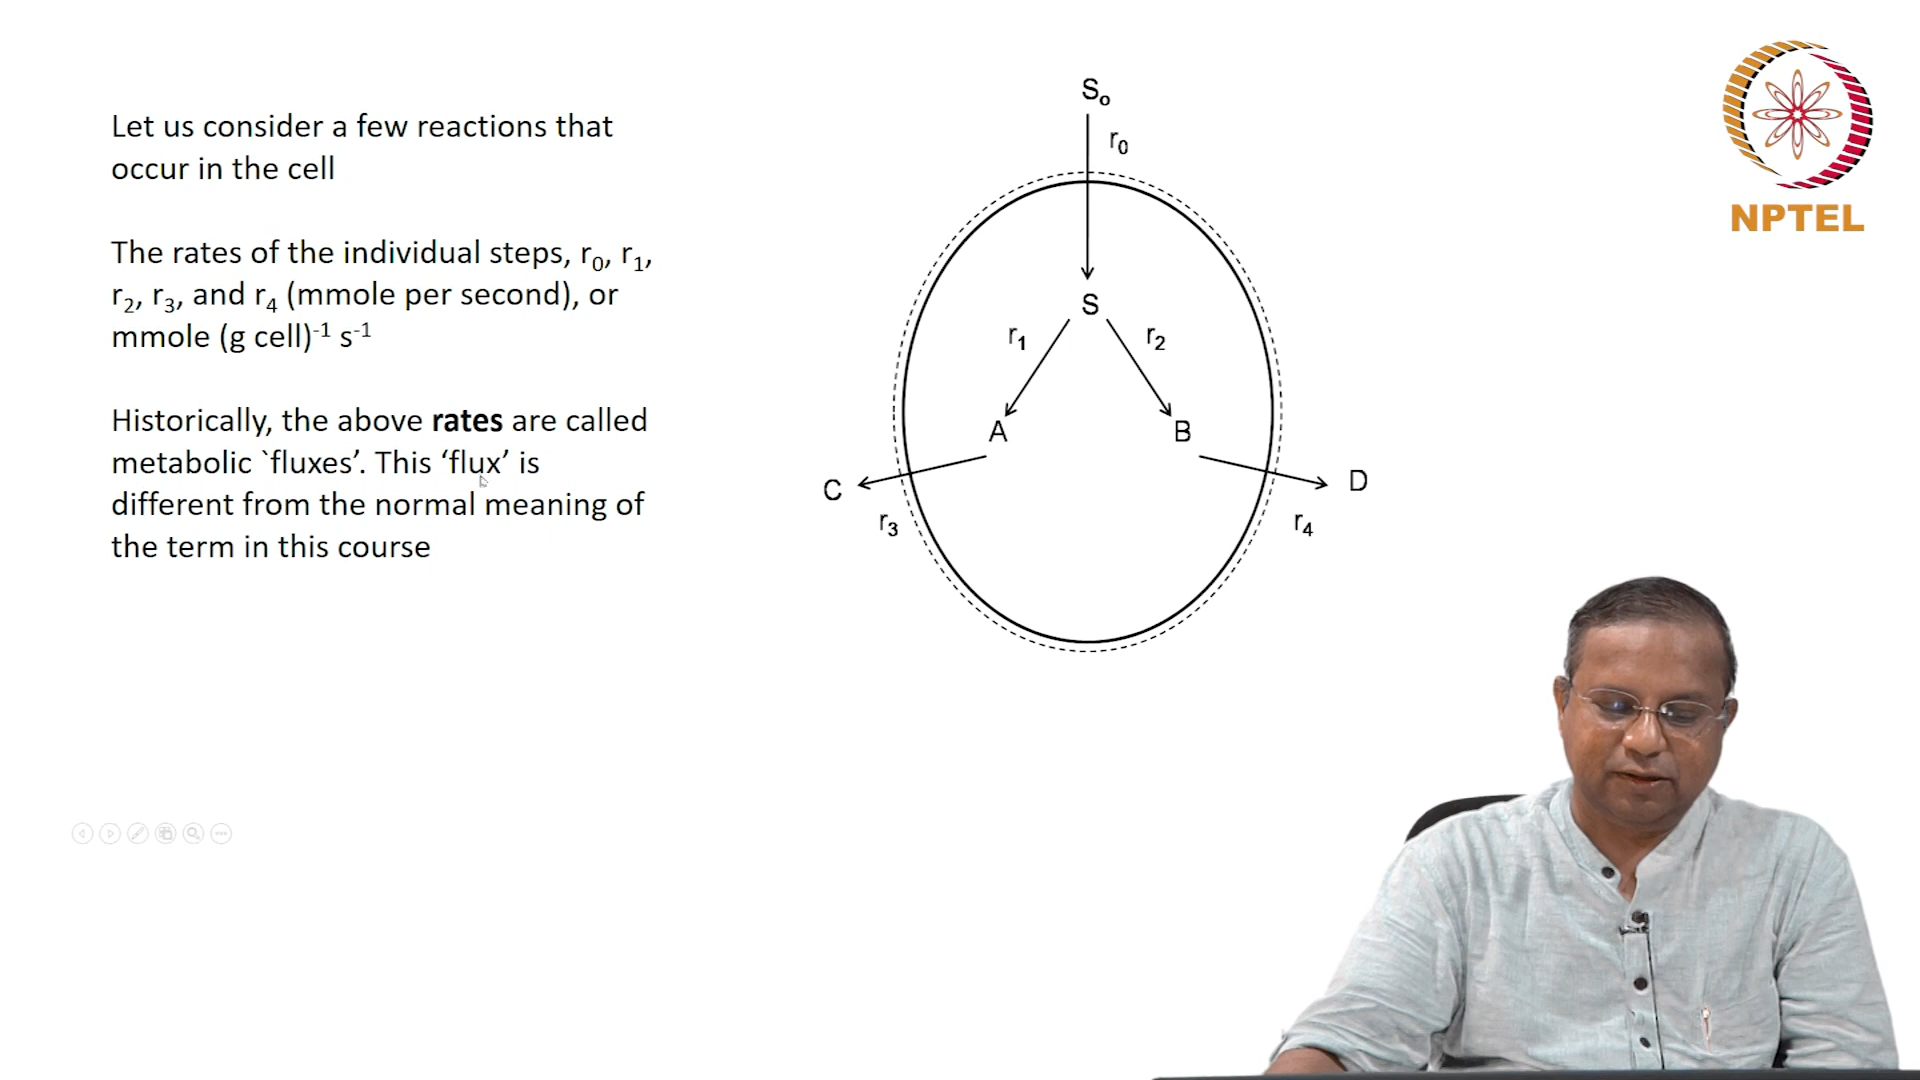 Let us consider a few reactions that
occur in the cell
The rates of the individual steps, r₀, r₁,
r₂, r₃, and r₄ (mmole per second), or
mmole (g cell)⁻¹ s⁻¹
Historically, the above rates are called
metabolic `fluxes’. This ‘flux’ is
different from the normal meaning of
the term in this course
Sₒ
r₀
S
r₁
r₂
A
B
C
D
r₃
r₄
NPTEL